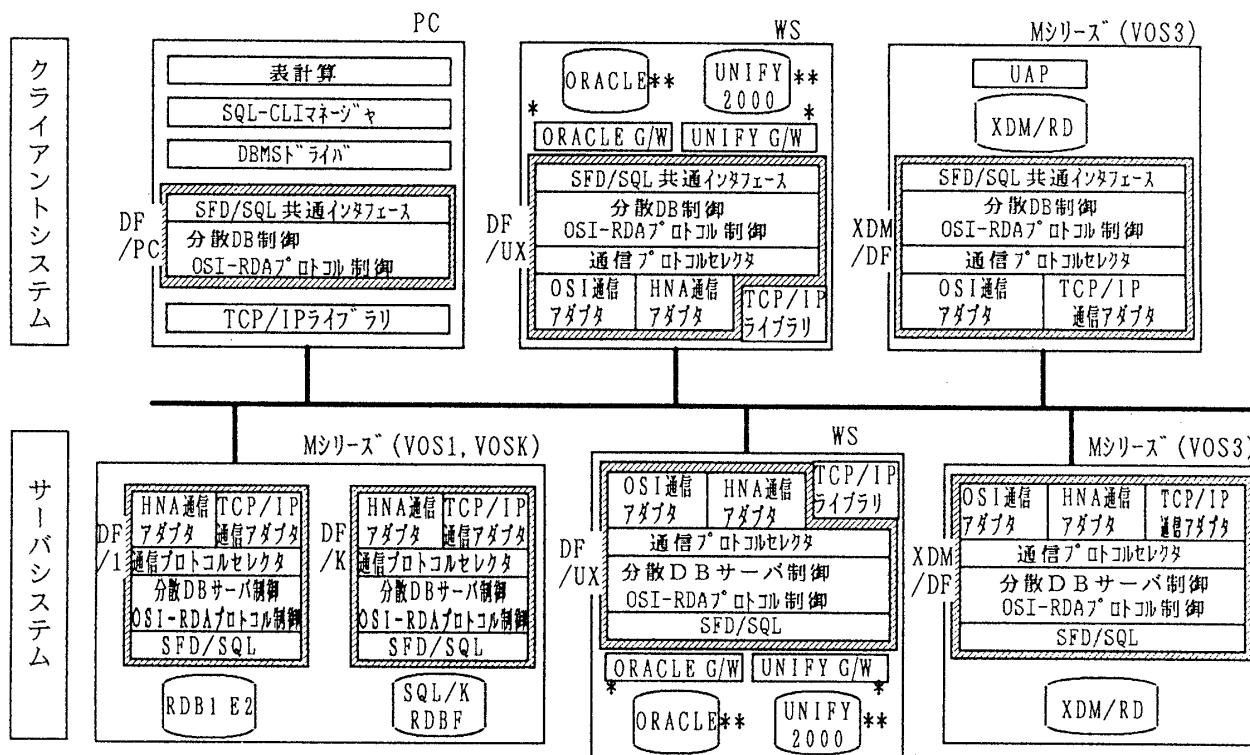 クライアントシステム
PC
表計算
SQL-CLIマネージャ
DBMSドライバ
DF
/PC
SFD/SQL共通インタフェース
分散DB制御
OSI-RDAプロトコル制御
TCP/IPライブラリ
WS
ORACLE**
UNIFY**
2000
*
*
ORACLE G/W
UNIFY G/W
DF
/UX
SFD/SQL共通インタフェース
分散DB制御
OSI-RDAプロトコル制御
通信プロトコルセレクタ
OSI通信
アダプタ
HNA通信
アダプタ
TCP/IP
ライブラリ
Mシリーズ(VOS3)
UAP
XDM/RD
XDM
/DF
SFD/SQL共通インタフェース
分散DB制御
OSI-RDAプロトコル制御
通信プロトコルセレクタ
OSI通信
アダプタ
TCP/IP
通信アダプタ
サーバシステム
Mシリーズ(VOS1,VOSK)
DF
/1
HNA通信
アダプタ
TCP/IP
通信アダプタ
通信プロトコルセレクタ
分散DBサーバ制御
OSI-RDAプロトコル制御
SFD/SQL
RDB1 E2
DF
/K
HNA通信
アダプタ
TCP/IP
通信アダプタ
通信プロトコルセレクタ
分散DBサーバ制御
OSI-RDAプロトコル制御
SFD/SQL
SQL/K
RDBF
WS
DF
/UX
OSI通信
アダプタ
HNA通信
アダプタ
TCP/IP
ライブラリ
通信プロトコルセレクタ
分散DBサーバ制御
OSI-RDAプロトコル制御
SFD/SQL
ORACLE G/W
UNIFY G/W
*
*
ORACLE**
UNIFY**
2000
Mシリーズ(VOS3)
XDM
/DF
OSI通信
アダプタ
HNA通信
アダプタ
TCP/IP
通信アダプタ
通信プロトコルセレクタ
分散DBサーバ制御
OSI-RDAプロトコル制御
SFD/SQL
XDM/RD